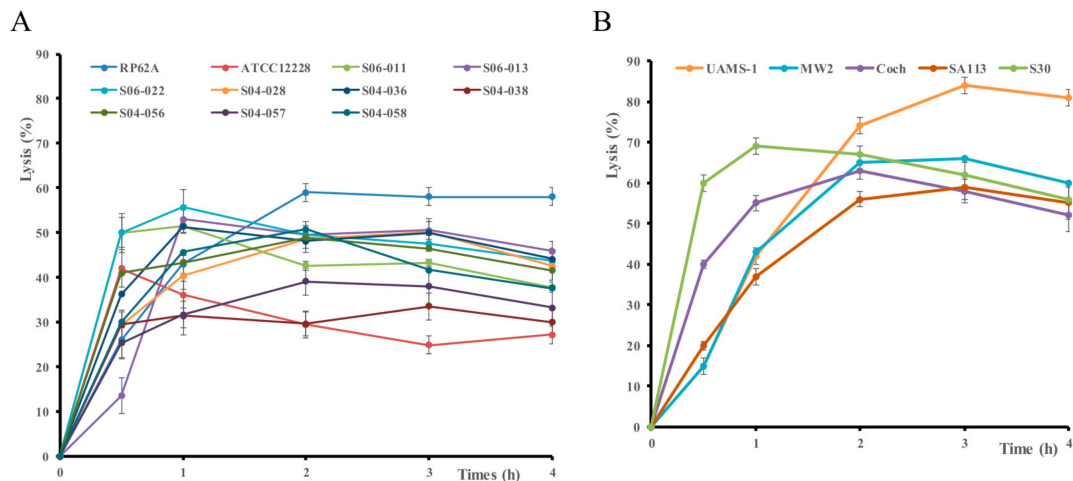 A
90
80
70
60
50
40
30
20
10
0
Lysis (%)
RP62A ATCC12228 S06-011 S06-013
S06-022 S04-028 S04-036 S04-038
S04-056 S04-057 S04-058
0 1 2 3 4
Times (h)
B
90
80
70
60
50
40
30
20
10
0
Lysis (%)
UAMS-1 MW2 Coch SA113 S30
0 1 2 3 4
Time (h)